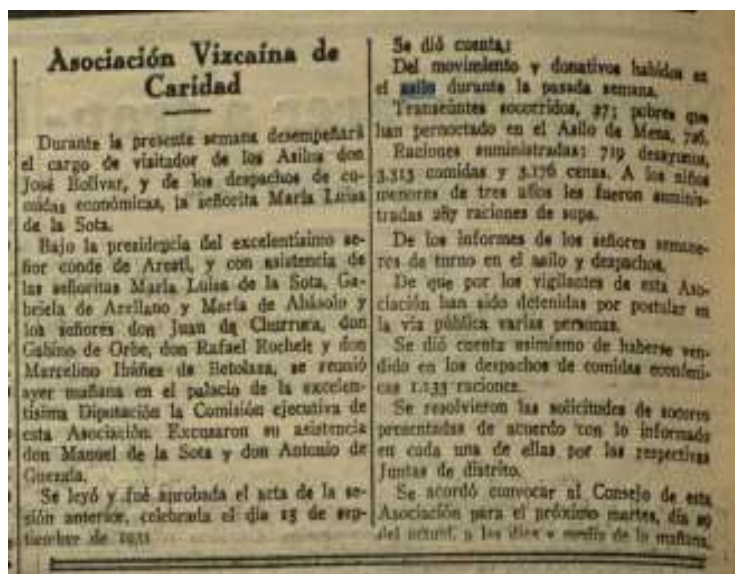 Asociación Vizcaína de
Caridad
Durante la presente semana desempeñará
el cargo de visitador de los Asilos don
José Bolívar, y de los despachos de co-
midas económicas, la señorita María Luisa
de la Sota.
Bajo la presidencia del excelentísimo se-
ñor conde de Aresti, y con asistencia de
las señoritas María Luisa de la Sota, Ga-
briela de Arellano y María de Abásolo y
los señores don Juan de Churruca, don
Gabino de Orbe, don Rafael Rochelt y don
Marcelino Ibáñez de Betolaza, se reunió
ayer mañana en el palacio de la excelen-
tísima Diputación la Comisión ejecutiva de
esta Asociación. Excusaron su asistencia
don Manuel de la Sota y don Antonio de
Guezala.
Se leyó y fué aprobada el acta de la se-
sión anterior, celebrada el día 15 de sep-
tiembre de 1931
Se dió cuenta:
Del movimiento y donativos habidos en
el asilo durante la pasada semana.
Transeúntes socorridos, 27; pobres que
han pernoctado en el Asilo de Mena, 726.
Raciones suministradas: 719 desayunos,
3.313 comidas y 3.176 cenas. A los niños
menores de tres años les fueron suminis-
tradas 287 raciones de sopa.
De los informes de los señores semane-
ros de turno en el asilo y despachos.
De que por los vigilantes de esta Aso-
ciación han sido detenidas por postular en
la vía pública varias personas.
Se dió cuenta asimismo de haberse ven-
dido en los despachos de comidas económi-
cas 1.133 raciones.
Se resolvieron las solicitudes de socorro
presentadas de acuerdo con lo informado
en cada una de ellas por las respectivas
Juntas de distrito.
Se acordó convocar al Consejo de esta
Asociación para el próximo martes, día 29
del actual, a las diez y media de la mañana,